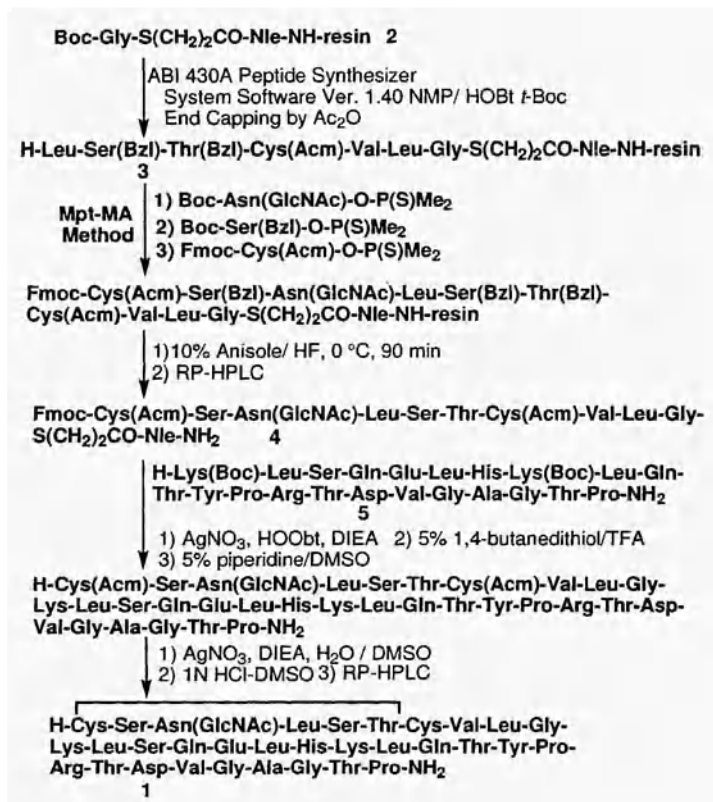 Boc-Gly-S(CH2)2CO-Nle-NH-resin 2
ABI 430A Peptide Synthesizer
System Software Ver. 1.40 NMP/ HOBt t-Boc
End Capping by Ac2O
H-Leu-Ser(Bzl)-Thr(Bzl)-Cys(Acm)-Val-Leu-Gly-S(CH2)2CO-Nle-NH-resin
3
Mpt-MA
Method
1) Boc-Asn(GlcNAc)-O-P(S)Me2
2) Boc-Ser(Bzl)-O-P(S)Me2
3) Fmoc-Cys(Acm)-O-P(S)Me2
Fmoc-Cys(Acm)-Ser(Bzl)-Asn(GlcNAc)-Leu-Ser(Bzl)-Thr(Bzl)-
Cys(Acm)-Val-Leu-Gly-S(CH2)2CO-Nle-NH-resin
1)10% Anisole/ HF, 0 °C, 90 min
2) RP-HPLC
Fmoc-Cys(Acm)-Ser-Asn(GlcNAc)-Leu-Ser-Thr-Cys(Acm)-Val-Leu-Gly-
S(CH2)2CO-Nle-NH2 4
H-Lys(Boc)-Leu-Ser-Gln-Glu-Leu-His-Lys(Boc)-Leu-Gln-
Thr-Tyr-Pro-Arg-Thr-Asp-Val-Gly-Ala-Gly-Thr-Pro-NH2
5
1) AgNO3, HOObt, DIEA 2) 5% 1,4-butanedithiol/TFA
3) 5% piperidine/DMSO
H-Cys(Acm)-Ser-Asn(GlcNAc)-Leu-Ser-Thr-Cys(Acm)-Val-Leu-Gly-
Lys-Leu-Ser-Gln-Glu-Leu-His-Lys-Leu-Gln-Thr-Tyr-Pro-Arg-Thr-Asp-
Val-Gly-Ala-Gly-Thr-Pro-NH2
1) AgNO3, DIEA, H2O / DMSO
2) 1N HCl-DMSO 3) RP-HPLC
H-Cys-Ser-Asn(GlcNAc)-Leu-Ser-Thr-Cys-Val-Leu-Gly-
Lys-Leu-Ser-Gln-Glu-Leu-His-Lys-Leu-Gln-Thr-Tyr-Pro-
Arg-Thr-Asp-Val-Gly-Ala-Gly-Thr-Pro-NH2
1